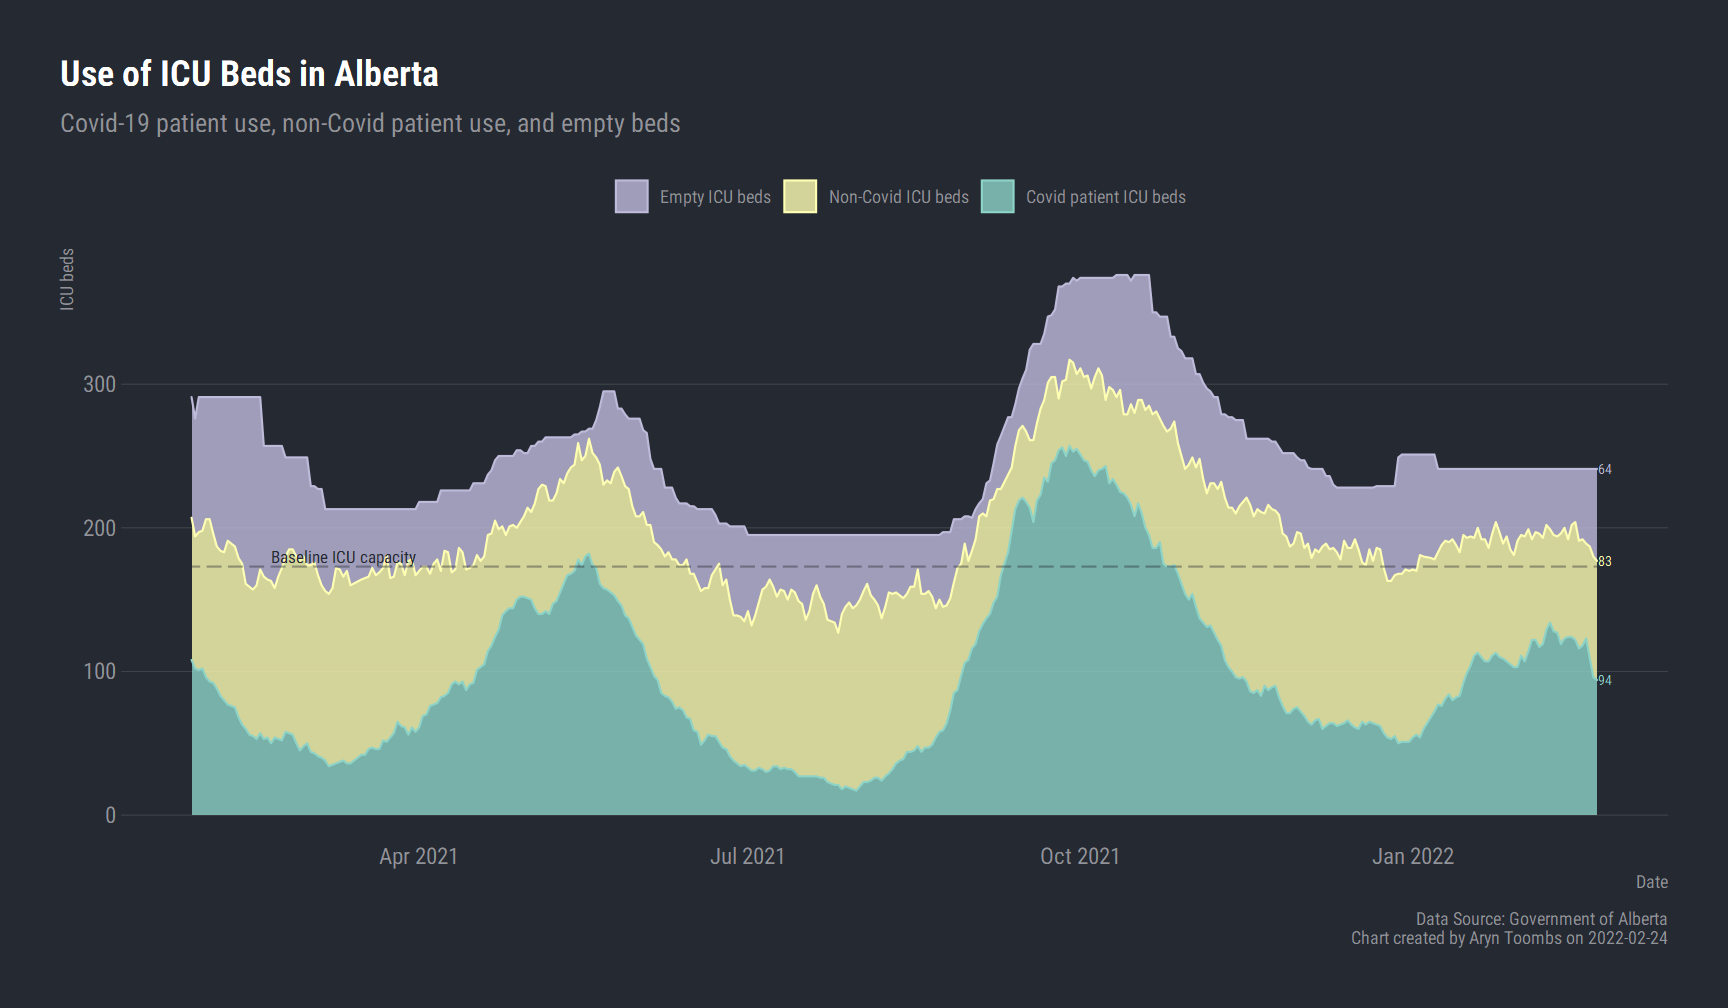 Use of ICU Beds in Alberta
Covid-19 patient use, non-Covid patient use, and empty beds
Empty ICU beds
Non-Covid ICU beds
Covid patient ICU beds
ICU beds
300
200
100
0
Baseline ICU capacity
64
83
94
Apr 2021
Jul 2021
Oct 2021
Jan 2022
Date
Data Source: Government of Alberta
Chart created by Aryn Toombs on 2022-02-24